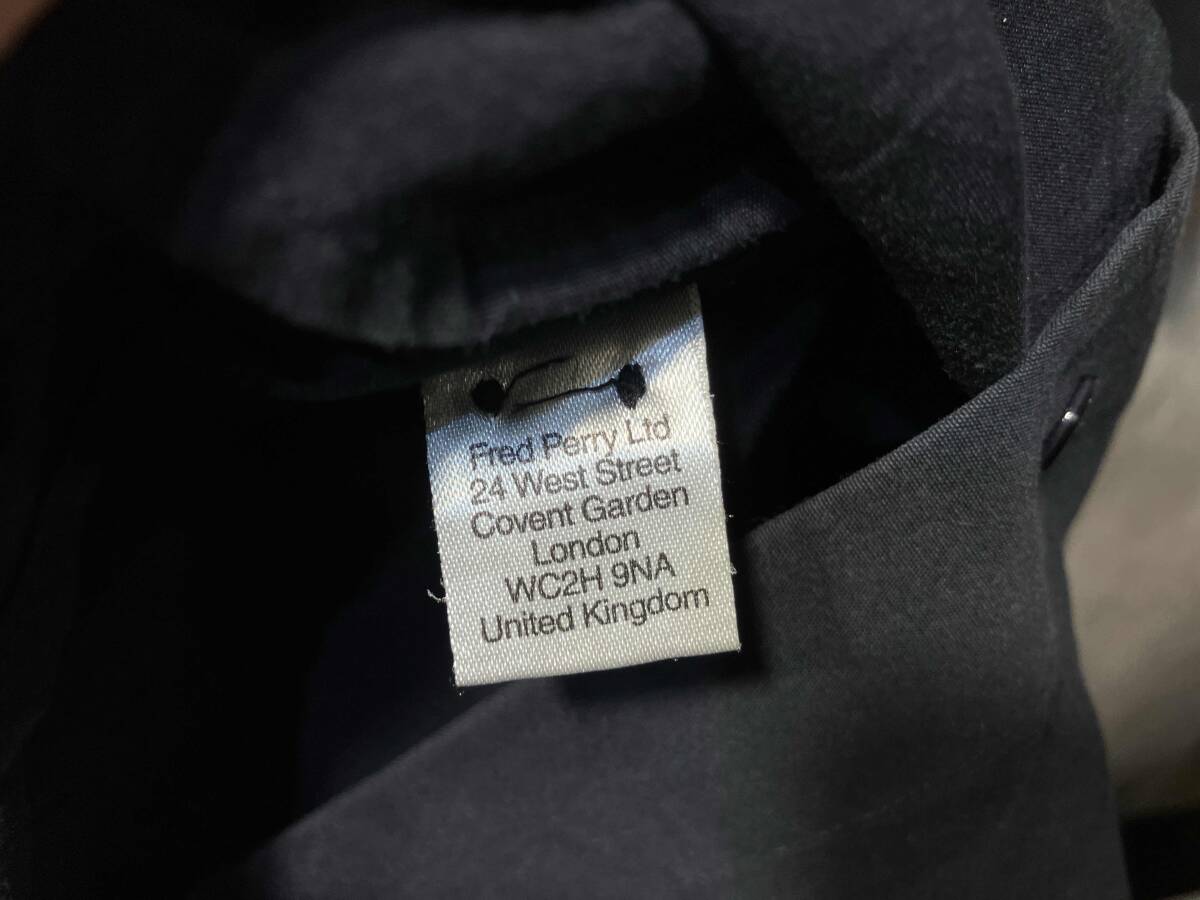 Fred Perry Ltd
24 West Street
Covent Garden
London
WC2H 9NA
United Kingdom